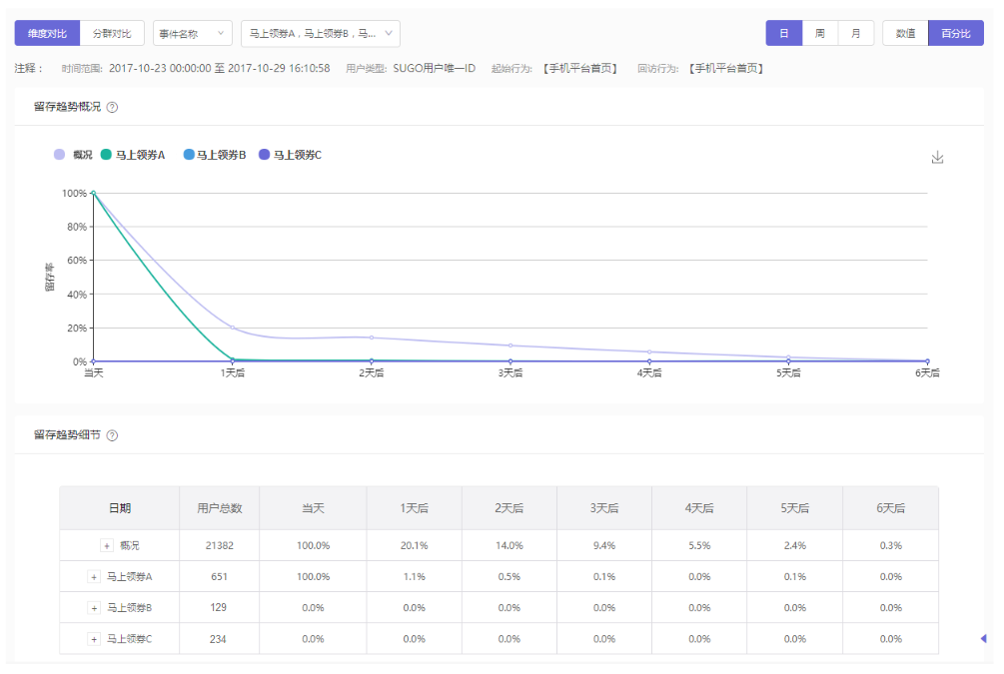 维度对比 分群对比 事件名称 马上领券A，马上领券B，马... 日 周 月 数值 百分比
注释： 时间范围: 2017-10-23 00:00:00 至 2017-10-29 16:10:58 用户类型: SUGO用户唯一ID 起始行为: 【手机平台首页】 回访行为: 【手机平台首页】
留存趋势概况 ?
概况 马上领券A 马上领券B 马上领券C
100%
80%
60%
40%
20%
0%
留存率
当天 1天后 2天后 3天后 4天后 5天后 6天后
留存趋势细节 ?
日期 用户总数 当天 1天后 2天后 3天后 4天后 5天后 6天后
+ 概况 21382 100.0% 20.1% 14.0% 9.4% 5.5% 2.4% 0.3%
+ 马上领券A 651 100.0% 1.1% 0.5% 0.1% 0.0% 0.1% 0.0%
+ 马上领券B 129 0.0% 0.0% 0.0% 0.0% 0.0% 0.0% 0.0%
+ 马上领券C 234 0.0% 0.0% 0.0% 0.0% 0.0% 0.0% 0.0%